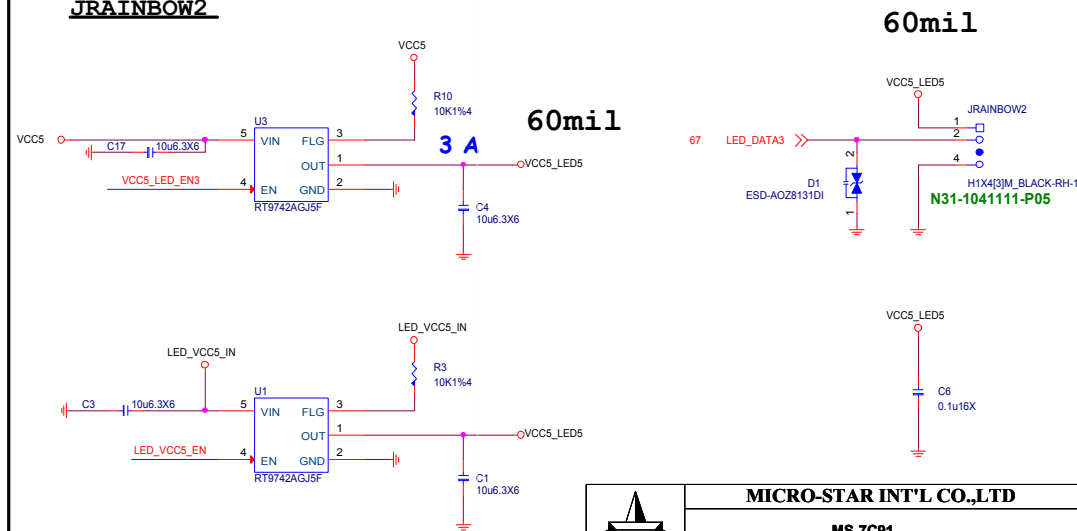 JRAINBOW2
60mil
VCC5
R10
10K1%4
VCC5_LED5
JRAINBOW2
60mil
U3
VCC5
C17
10u6.3X6
5
VIN
FLG
3
3 A
1
2
4
67
LED_DATA3
OUT
1
VCC5_LED5
VCC5_LED_EN3
4
EN
GND
2
RT9742AGJ5F
C4
10u6.3X6
2
D1
ESD-AOZ8131DI
1
H1X4[3]M_BLACK-RH-1
N31-1041111-P05
LED_VCC5_IN
R3
10K1%4
VCC5_LED5
LED_VCC5_IN
U1
C3
10u6.3X6
5
VIN
FLG
3
OUT
1
VCC5_LED5
C6
0.1u16X
LED_VCC5_EN
4
EN
GND
2
RT9742AGJ5F
C1
10u6.3X6
MICRO-STAR INT'L CO.,LTD
MS-7C91